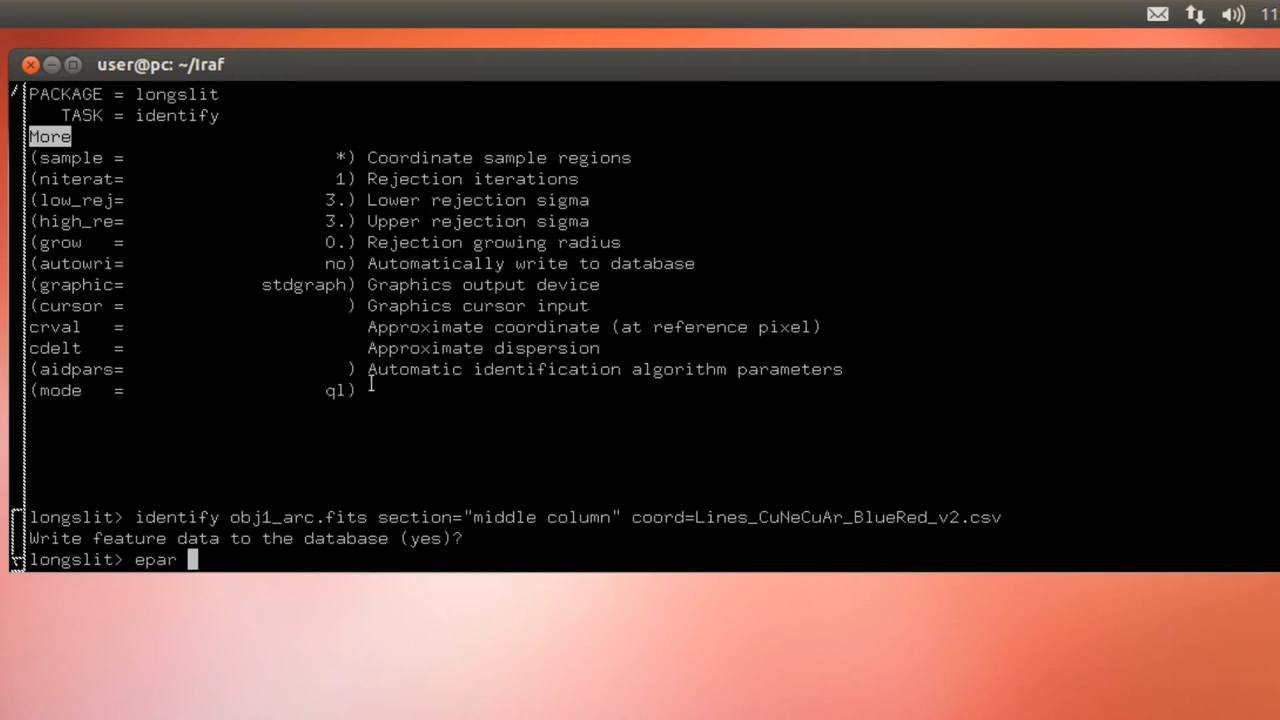 11
user@pc: ~/Iraf
PACKAGE = longslit
TASK = identify
More
(sample = *) Coordinate sample regions
(niterat= 1) Rejection iterations
(low_rej= 3.) Lower rejection sigma
(high_re= 3.) Upper rejection sigma
(grow = 0.) Rejection growing radius
(autowri= no) Automatically write to database
(graphic= stdgraph) Graphics output device
(cursor = ) Graphics cursor input
crval = Approximate coordinate (at reference pixel)
cdelt = Approximate dispersion
(aidpars= ) Automatic identification algorithm parameters
(mode = ql)
longslit> identify obj1_arc.fits section="middle column" coord=Lines_CuNeCuAr_BlueRed_v2.csv
Write feature data to the database (yes)?
longslit> epar